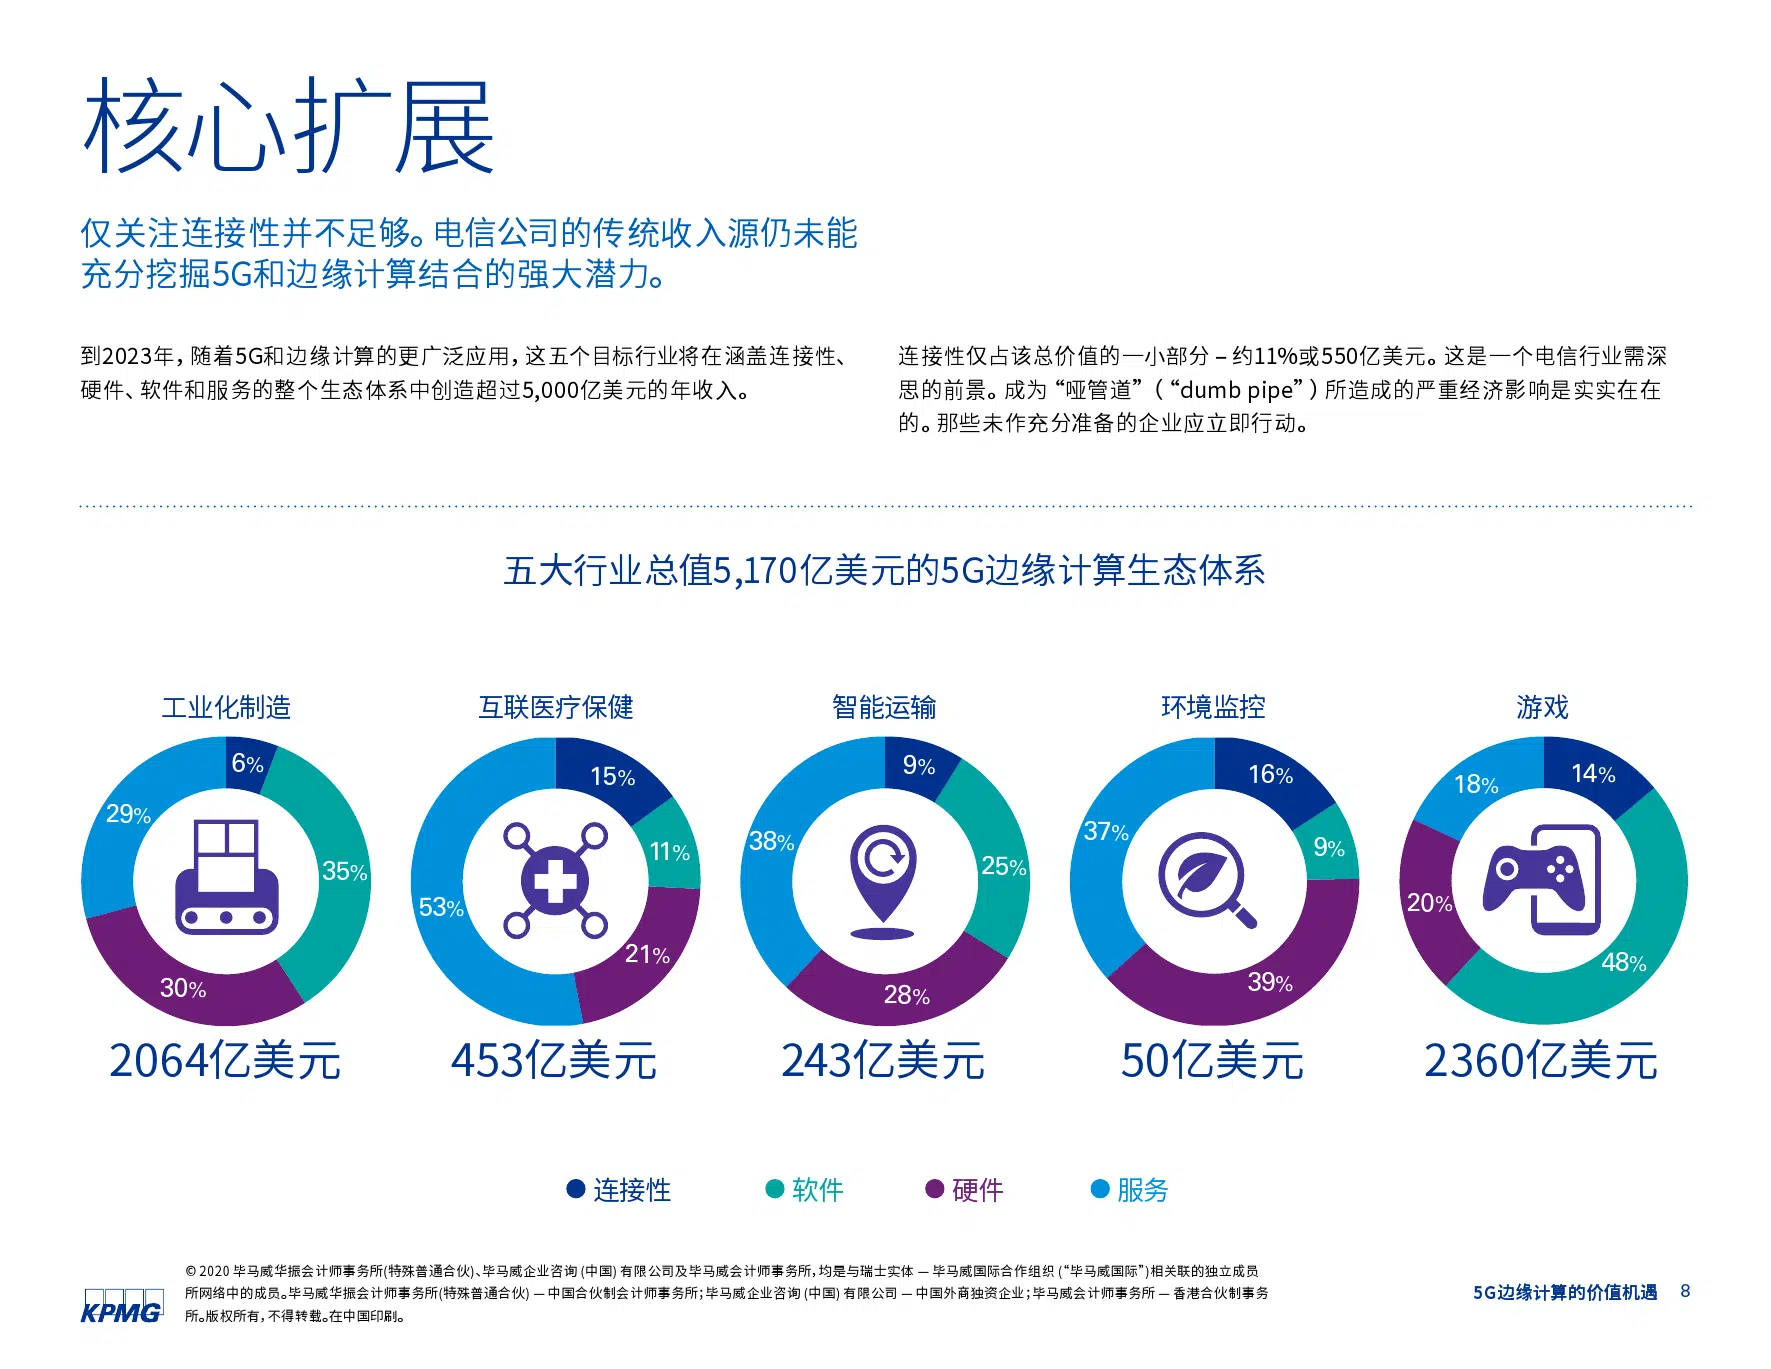 核心扩展
仅关注连接性并不足够。电信公司的传统收入源仍未能
充分挖掘5G和边缘计算结合的强大潜力。
到2023年，随着5G和边缘计算的更广泛应用，这五个目标行业将在涵盖连接性、
硬件、软件和服务的整个生态体系中创造超过5,000亿美元的年收入。
连接性仅占该总价值的一小部分 – 约11%或550亿美元。这是一个电信行业需深
思的前景。成为“哑管道”（“dumb pipe”）所造成的严重经济影响是实实在在
的。那些未作充分准备的企业应立即行动。
五大行业总值5,170亿美元的5G边缘计算生态体系
工业化制造
6%
35%
30%
29%
2064亿美元
互联医疗保健
15%
11%
21%
53%
453亿美元
智能运输
9%
25%
28%
38%
243亿美元
环境监控
16%
9%
39%
37%
50亿美元
游戏
14%
48%
20%
18%
2360亿美元
连接性
软件
硬件
服务
KPMG
© 2020 毕马威华振会计师事务所(特殊普通合伙)、毕马威企业咨询 (中国) 有限公司及毕马威会计师事务所，均是与瑞士实体 — 毕马威国际合作组织 (“毕马威国际”)相关联的独立成员
所网络中的成员。毕马威华振会计师事务所(特殊普通合伙) — 中国合伙制会计师事务所；毕马威企业咨询 (中国) 有限公司 — 中国外商独资企业；毕马威会计师事务所 — 香港合伙制事务
所。版权所有，不得转载。在中国印刷。
5G边缘计算的价值机遇 8